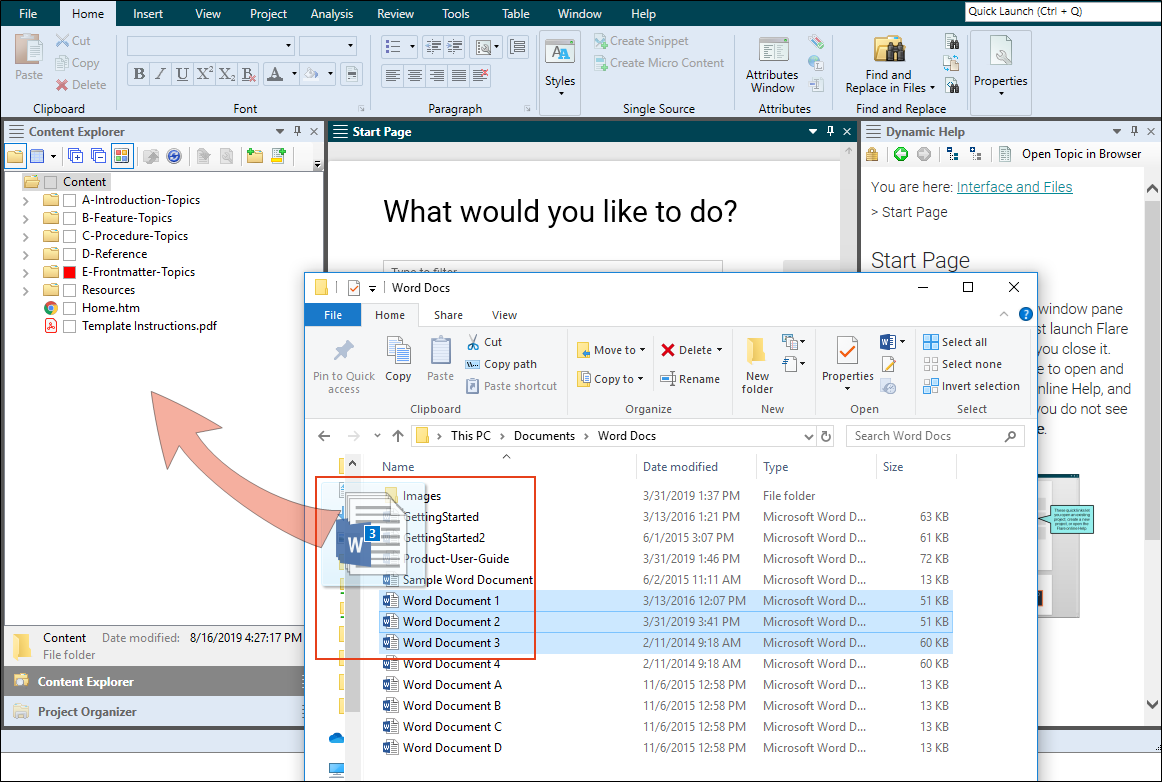 File Home Insert View Project Analysis Review Tools Table Window Help
Quick Launch (Ctrl + Q)
Paste
Cut
Copy
Delete
Clipboard
B I U X² X₂ B
A
Font
Paragraph
A A
Styles
Create Snippet
Create Micro Content
Single Source
Attributes
Window
Attributes
Find and
Replace in Files
Find and Replace
Properties
Content Explorer
Content
A-Introduction-Topics
B-Feature-Topics
C-Procedure-Topics
D-Reference
E-Frontmatter-Topics
Resources
Home.htm
Template Instructions.pdf
Content Date modified: 8/16/2019 4:27:17 PM
File folder
Content Explorer
Project Organizer
Start Page
What would you like to do?
Type to filter
Dynamic Help
Open Topic in Browser
You are here: Interface and Files
> Start Page
Start Page
window pane
st launch Flare
you close it.
e to open and
nline Help, and
you do not see
e.
Word Docs
File Home Share View
Pin to Quick
access
Copy
Paste
Cut
Copy path
Paste shortcut
Clipboard
Move to
Copy to
Delete
Rename
Organize
New
folder
New
Properties
Open
Select all
Select none
Invert selection
Select
This PC > Documents > Word Docs
Search Word Docs
Name Date modified Type Size
Images 3/31/2019 1:37 PM File folder
GettingStarted 3/13/2016 1:21 PM Microsoft Word D... 63 KB
GettingStarted2 6/1/2015 3:07 PM Microsoft Word D... 61 KB
Product-User-Guide 3/31/2019 1:46 PM Microsoft Word D... 72 KB
Sample Word Document 6/2/2015 11:11 AM Microsoft Word D... 13 KB
Word Document 1 3/13/2016 12:07 PM Microsoft Word D... 51 KB
Word Document 2 3/31/2019 3:41 PM Microsoft Word D... 51 KB
Word Document 3 2/11/2014 9:18 AM Microsoft Word D... 60 KB
Word Document 4 2/11/2014 9:18 AM Microsoft Word D... 60 KB
Word Document A 11/6/2015 12:58 PM Microsoft Word D... 13 KB
Word Document B 11/6/2015 12:58 PM Microsoft Word D... 13 KB
Word Document C 11/6/2015 12:58 PM Microsoft Word D... 13 KB
Word Document D 11/6/2015 12:58 PM Microsoft Word D... 13 KB
W 3